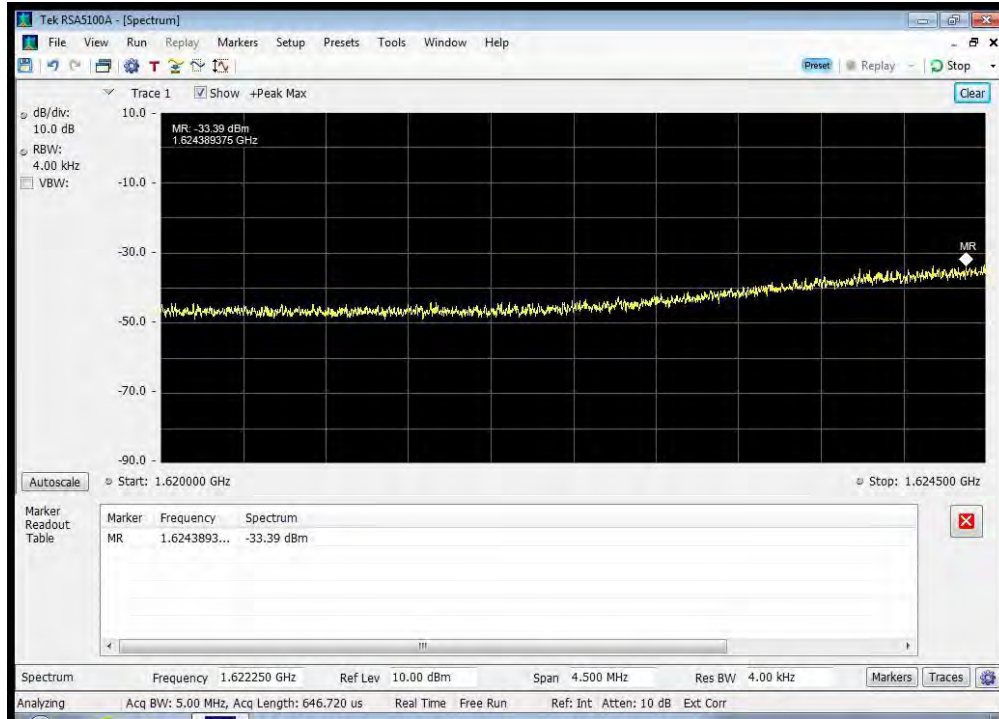 Tek RSA5100A - [Spectrum]
File View Run Replay Markers Setup Presets Tools Window Help
T
Preset Replay Stop
Trace 1 Show +Peak Max
Clear
dB/div:
10.0 dB
RBW:
4.00 kHz
VBW:
10.0
-10.0
-30.0
-50.0
-70.0
-90.0
MR: -33.39 dBm
1.624389375 GHz
MR
Autoscale
Start: 1.620000 GHz
Stop: 1.624500 GHz
Marker
Readout
Table
Marker Frequency Spectrum
MR 1.6243893... -33.39 dBm
Spectrum Frequency 1.622250 GHz Ref Lev 10.00 dBm Span 4.500 MHz Res BW 4.00 kHz Markers Traces
Analyzing Acq BW: 5.00 MHz, Acq Length: 646.720 us Real Time Free Run Ref: Int Atten: 10 dB Ext Corr